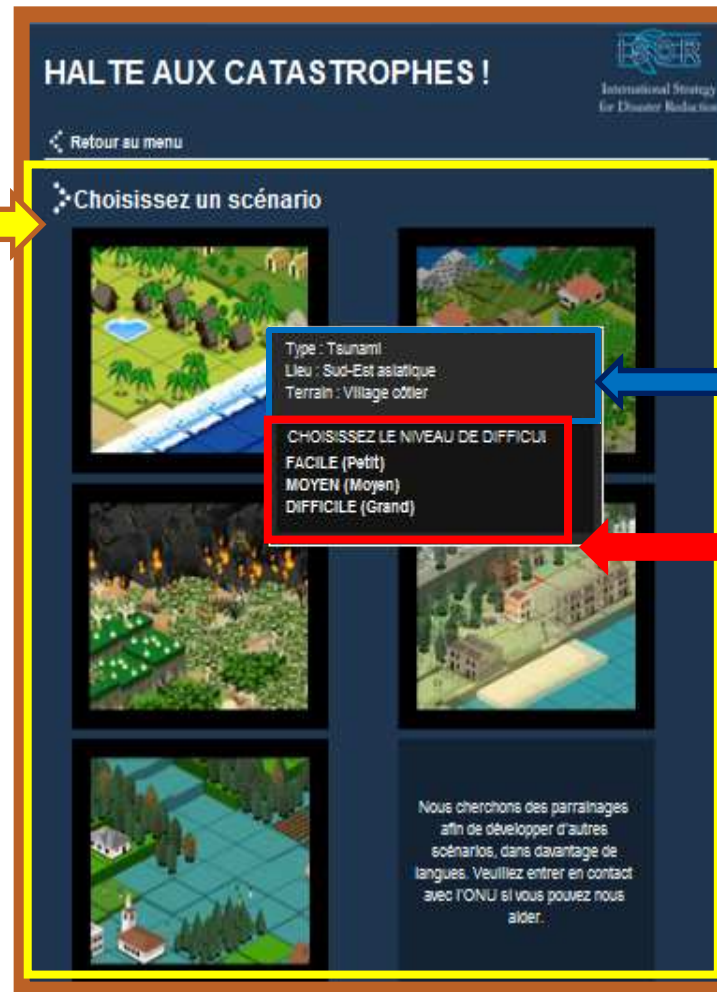 HALTE AUX CATASTROPHES !
ISDR
International Strategy
for Disaster Reduction
Retour au menu
Choisissez un scénario
Type : Tsunami
Lieu : Sud-Est asiatique
Terrain : Village côtier
CHOISISSEZ LE NIVEAU DE DIFFICUL
FACILE (Petit)
MOYEN (Moyen)
DIFFICILE (Grand)
Nous cherchons des parrainages
afin de développer d'autres
scénarios, dans davantage de
langues. Veuillez entrer en contact
avec l'ONU si vous pouvez nous
aider.